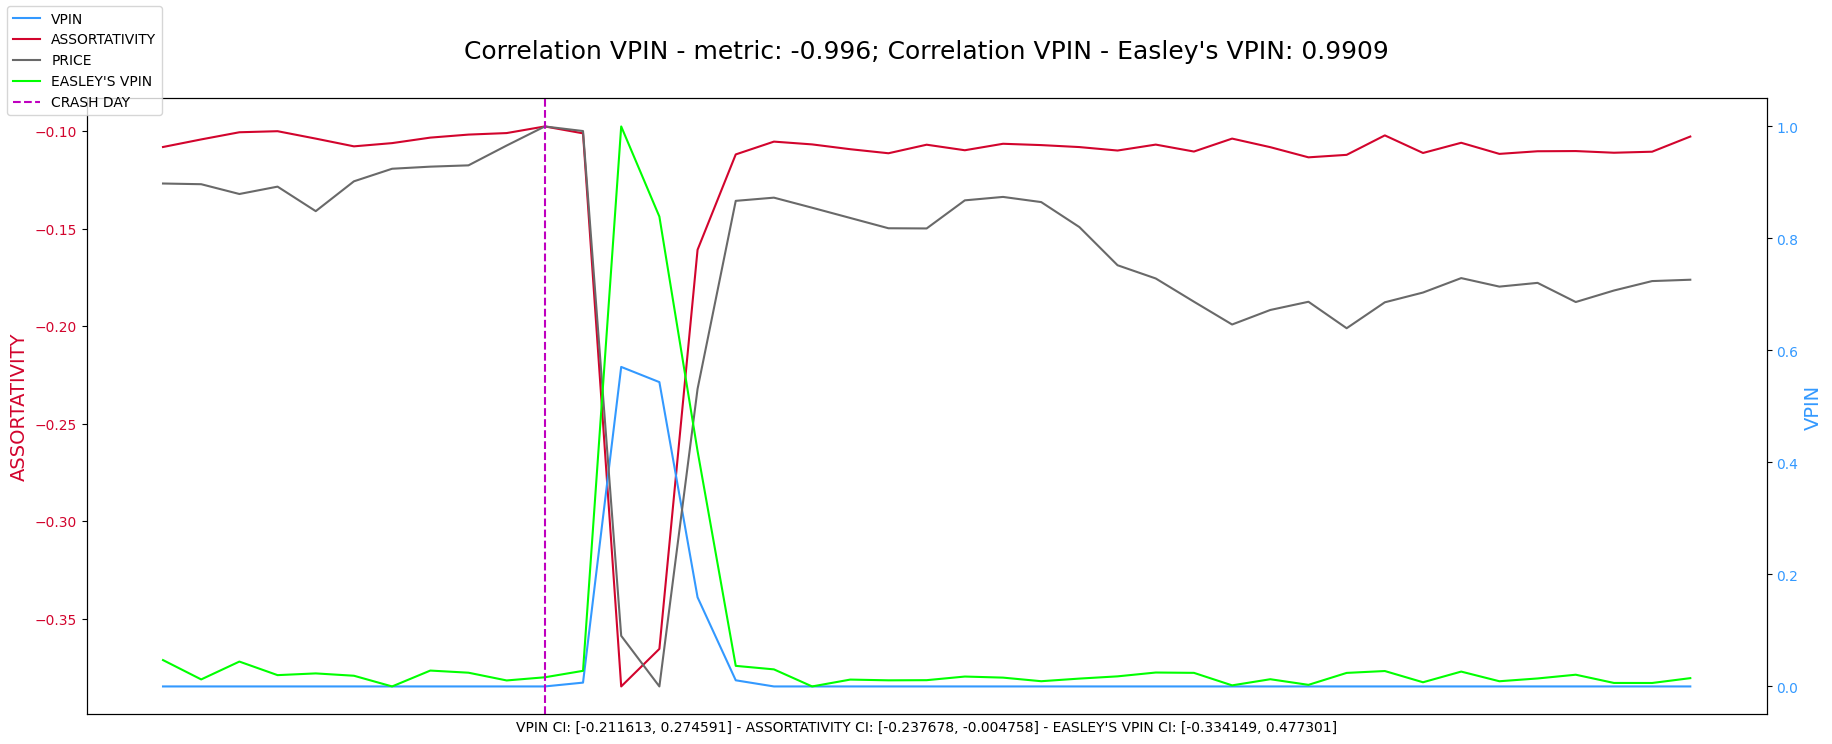 VPIN
ASSORTATIVITY
PRICE
EASLEY'S VPIN
CRASH DAY
Correlation VPIN - metric: -0.996; Correlation VPIN - Easley's VPIN: 0.9909
ASSORTATIVITY
−0.10
−0.15
−0.20
−0.25
−0.30
−0.35
1.0
0.8
0.6
0.4
0.2
0.0
VPIN
VPIN CI: [-0.211613, 0.274591] - ASSORTATIVITY CI: [-0.237678, -0.004758] - EASLEY'S VPIN CI: [-0.334149, 0.477301]